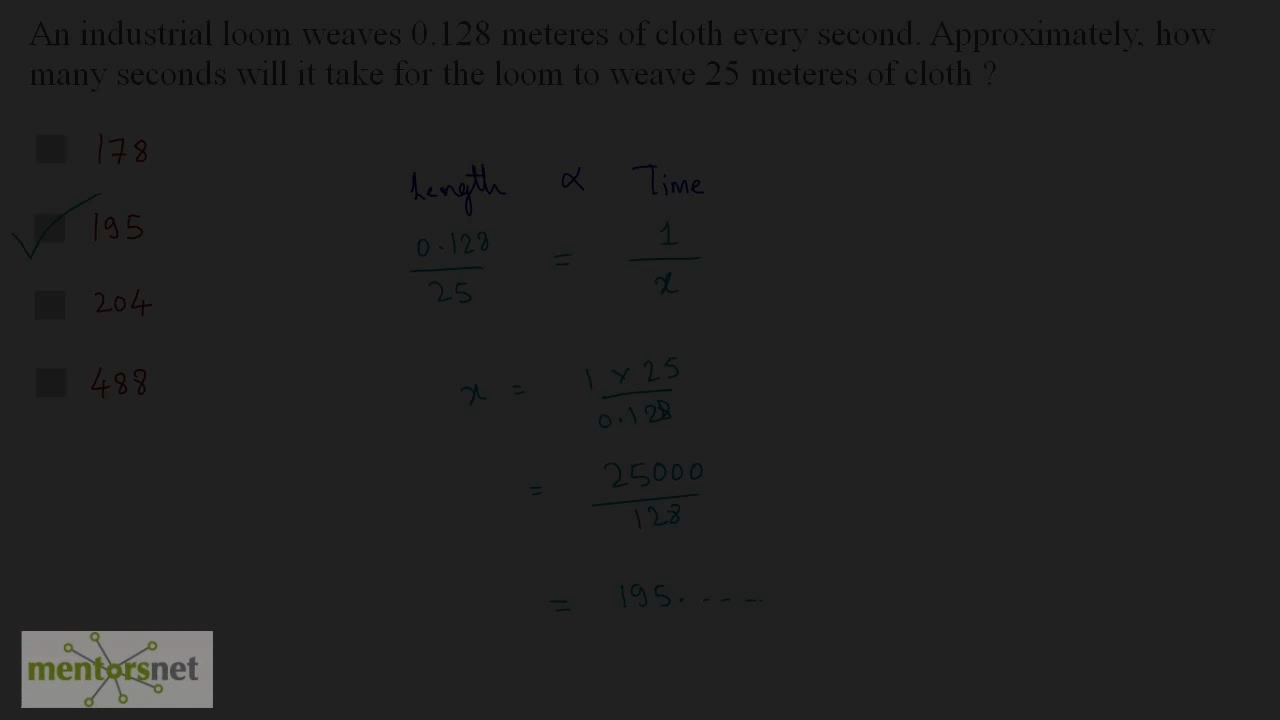 An industrial loom weaves 0.128 meteres of cloth every second. Approximately, how
many seconds will it take for the loom to weave 25 meteres of cloth ?
178
195
204
488
Length ∝ Time
0.128 / 25 = 1 / x
x = 1 × 25 / 0.128
= 25000 / 128
= 195. - - - -
mentorsnet